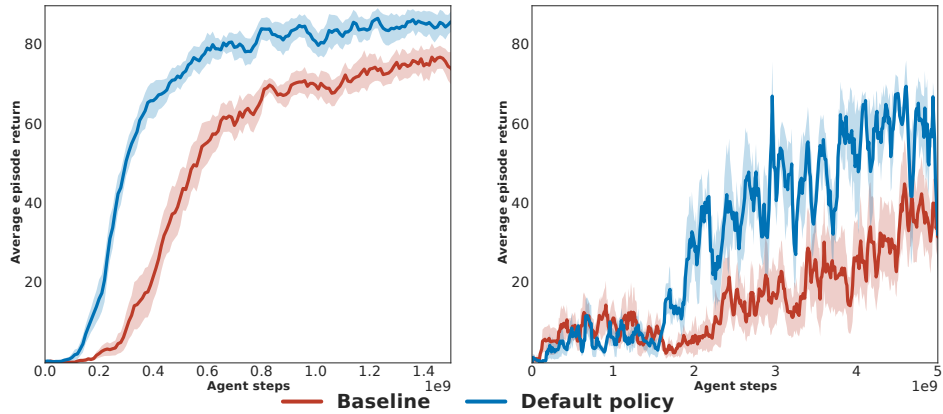 Average episode return
80
60
40
20
0
0.0 0.2 0.4 0.6 0.8 1.0 1.2 1.4
Agent steps
1e9
Average episode return
80
60
40
20
0
0 1 2 3 4 5
Agent steps
1e9
Baseline Default policy